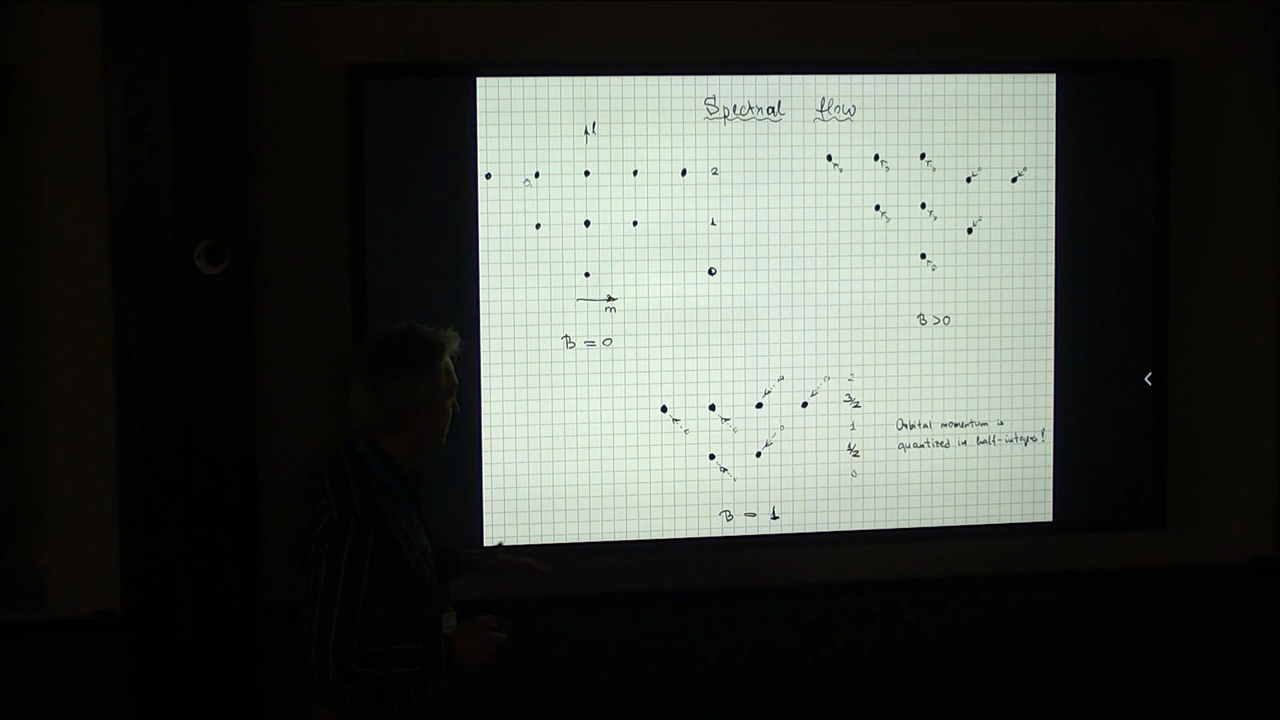 Spectral flow
l
2
1
0
m
B = 0
B > 0
2
3/2
1
1/2
0
Orbital momentum is
quantized in half-integers!
B = 1